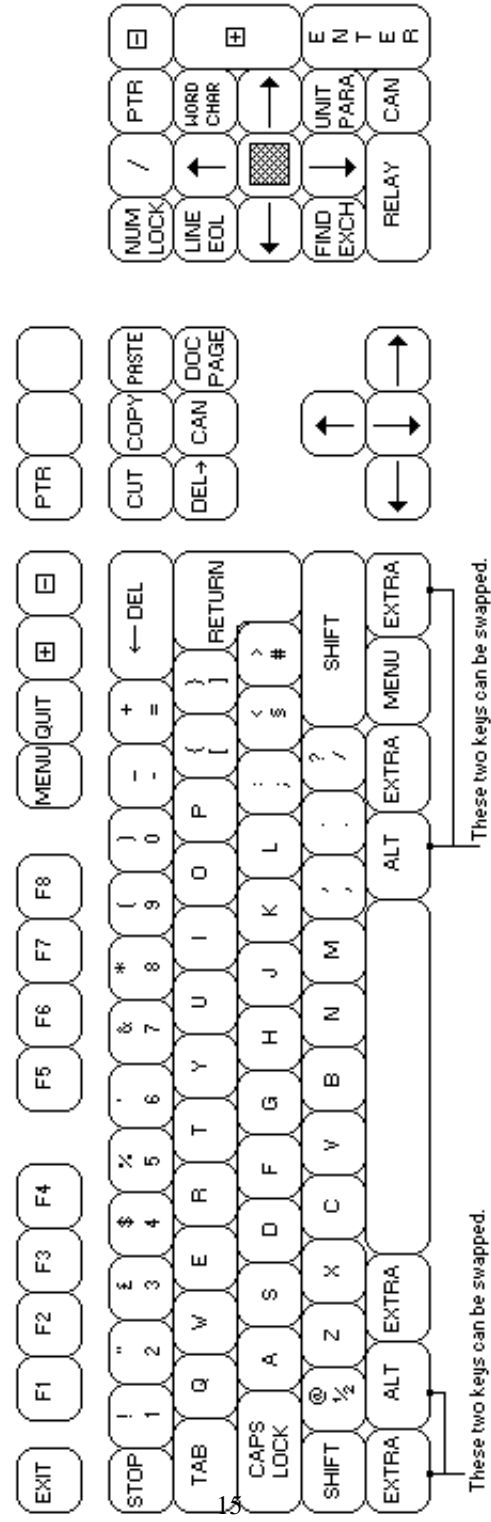 EXIT F1 F2 F3 F4 F5 F6 F7 F8 MENU QUIT + - PTR
! " £ $ % ' & * ( ) _ +
STOP 1 2 3 4 5 6 7 8 9 0 - = ← DEL CUT COPY PASTE NUM LOCK / PTR -
{ }
TAB Q W E R T Y U I O P [ ] RETURN DEL→ CAN DOC PAGE LINE EOL ↑ WORD CHAR +
: < ^
CAPS LOCK A S D F G H J K L ; § # ← →
@ , . ?
SHIFT ½ Z X C V B N M , . / SHIFT ↑ FIND EXCH ↓ UNIT PARA ENTER
EXTRA ALT EXTRA ALT EXTRA MENU EXTRA ← ↓ → RELAY CAN
These two keys can be swapped. These two keys can be swapped.
15